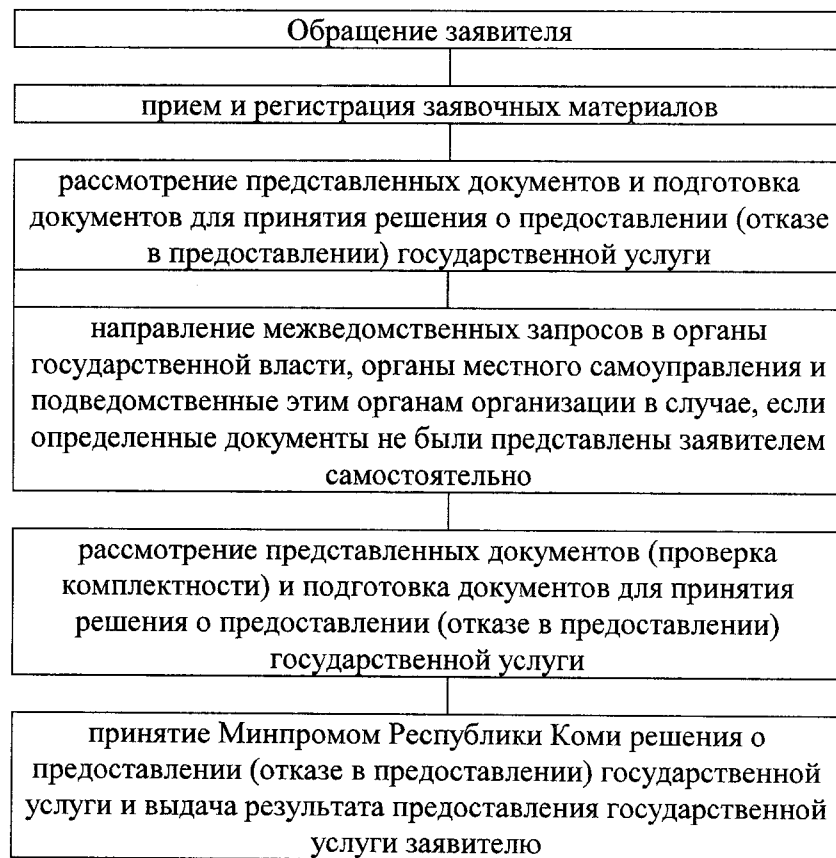 Обращение заявителя
прием и регистрация заявочных материалов
рассмотрение представленных документов и подготовка
документов для принятия решения о предоставлении (отказе
в предоставлении) государственной услуги
направление межведомственных запросов в органы
государственной власти, органы местного самоуправления и
подведомственные этим органам организации в случае, если
определенные документы не были представлены заявителем
самостоятельно
рассмотрение представленных документов (проверка
комплектности) и подготовка документов для принятия
решения о предоставлении (отказе в предоставлении)
государственной услуги
принятие Минпромом Республики Коми решения о
предоставлении (отказе в предоставлении) государственной
услуги и выдача результата предоставления государственной
услуги заявителю